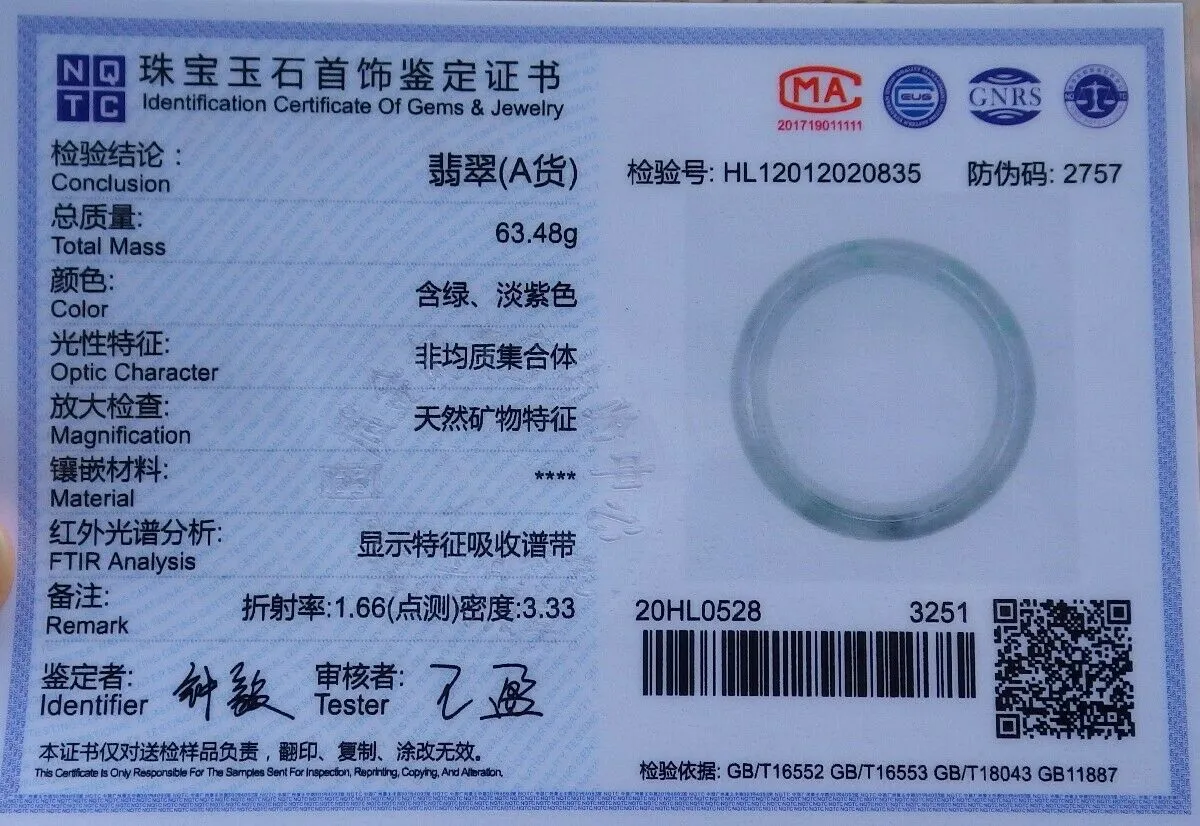 NQ
TC
珠宝玉石首饰鉴定证书
Identification Certificate Of Gems & Jewelry
检验结论：
Conclusion
翡翠(A货)
总质量:
Total Mass
63.48g
颜色:
Color
含绿、淡紫色
光性特征:
Optic Character
非均质集合体
放大检查:
Magnification
天然矿物特征
镶嵌材料:
Material
****
红外光谱分析:
FTIR Analysis
显示特征吸收谱带
备注:
Remark
折射率:1.66(点测)密度:3.33
鉴定者:
Identifier
审核者:
Tester
本证书仅对送检样品负责，翻印、复制、涂改无效。
This Certificate Is Only Responsible For The Samples Sent For Inspection, Reprinting, Copying, And Alteration.
MA
201719011111
GNRS
检验号: HL12012020835 防伪码: 2757
20HL0528 3251
检验依据: GB/T16552 GB/T16553 GB/T18043 GB11887